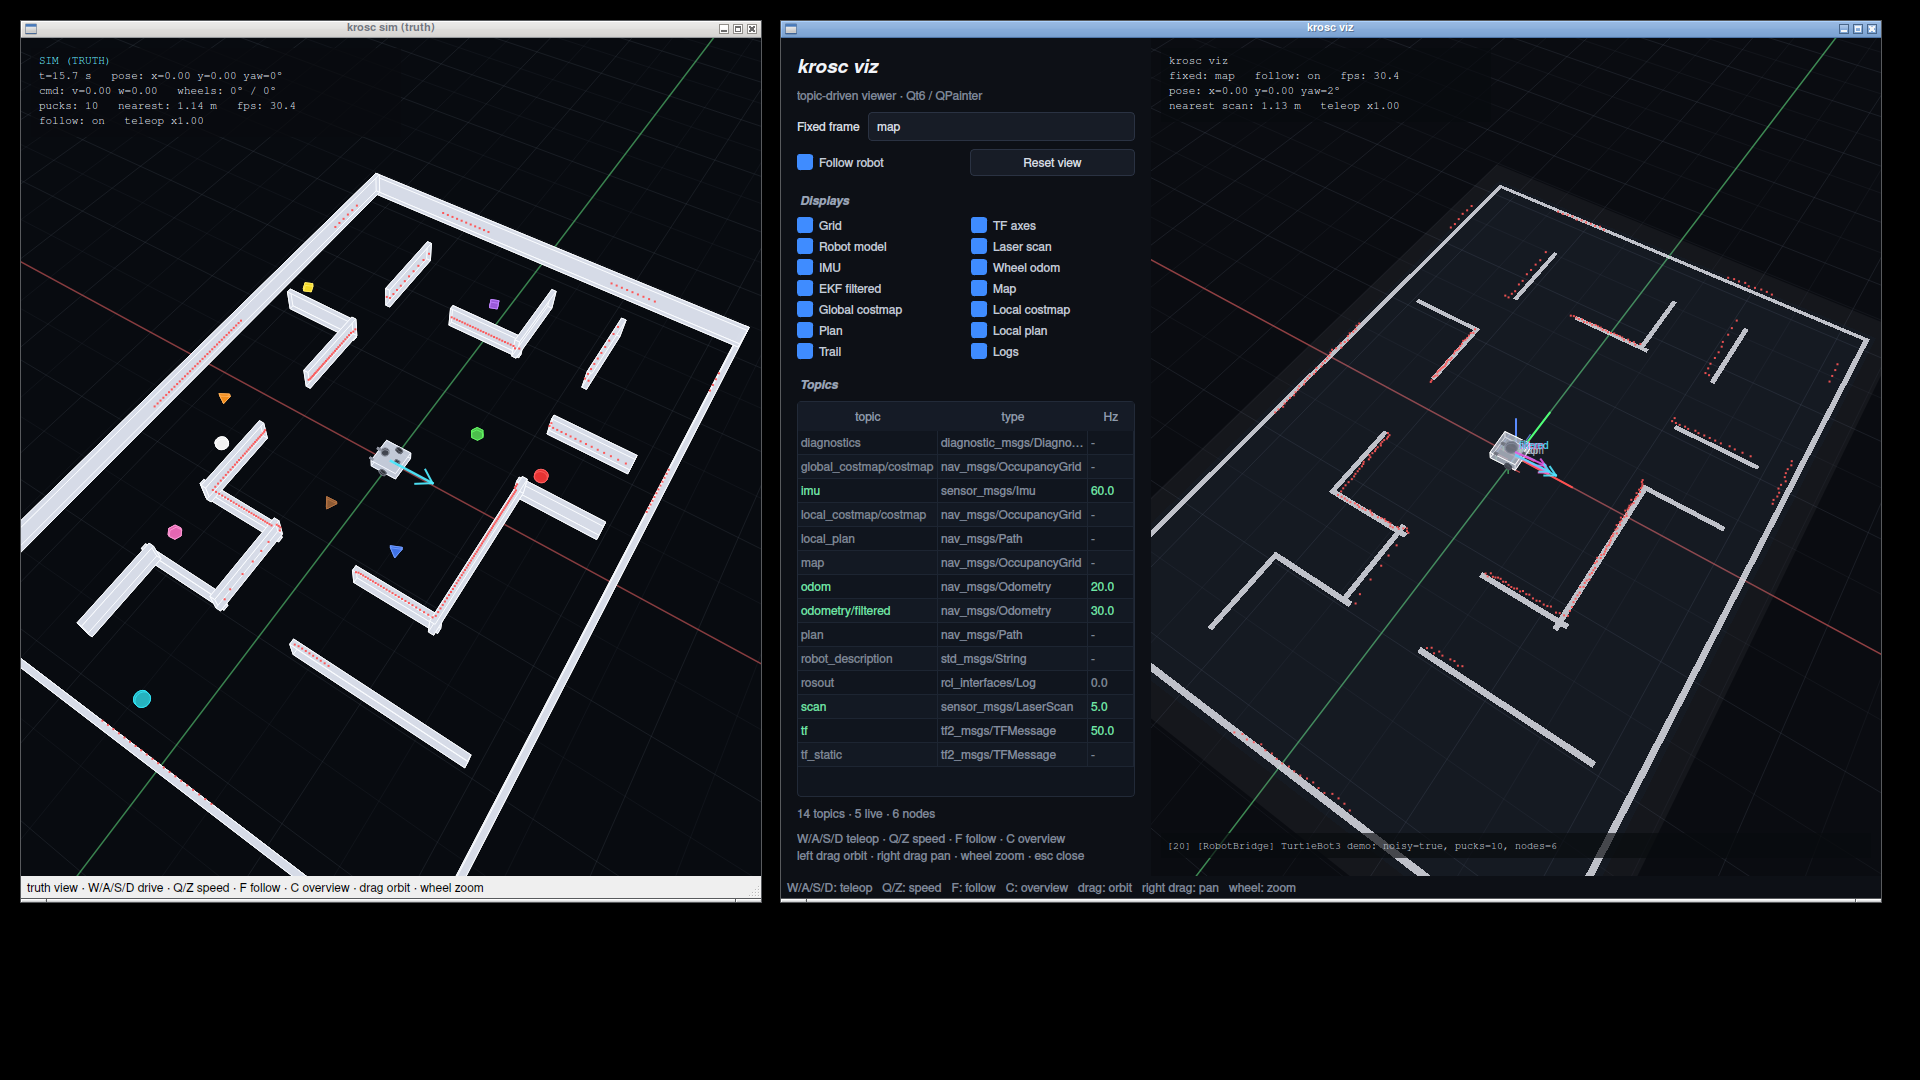 krosc sim (truth)
SIM (TRUTH)
t=15.7 s   pose: x=0.00 y=0.00 yaw=0°
cmd: v=0.00 w=0.00   wheels: 0° / 0°
pucks: 10   nearest: 1.14 m   fps: 30.4
follow: on   teleop x1.00
truth view · W/A/S/D drive · Q/Z speed · F follow · C overview · drag orbit · wheel zoom
krosc viz
krosc viz
topic-driven viewer · Qt6 / QPainter
Fixed frame map
Follow robot
Reset view
Displays
Grid
TF axes
Robot model
Laser scan
IMU
Wheel odom
EKF filtered
Map
Global costmap
Local costmap
Plan
Local plan
Trail
Logs
Topics
topic type Hz
diagnostics diagnostic_msgs/Diagno... -
global_costmap/costmap nav_msgs/OccupancyGrid -
imu sensor_msgs/Imu 60.0
local_costmap/costmap nav_msgs/OccupancyGrid -
local_plan nav_msgs/Path -
map nav_msgs/OccupancyGrid -
odom nav_msgs/Odometry 20.0
odometry/filtered nav_msgs/Odometry 30.0
plan nav_msgs/Path -
robot_description std_msgs/String -
rosout rcl_interfaces/Log 0.0
scan sensor_msgs/LaserScan 5.0
tf tf2_msgs/TFMessage 50.0
tf_static tf2_msgs/TFMessage -
14 topics · 5 live · 6 nodes
W/A/S/D teleop · Q/Z speed · F follow · C overview
left drag orbit · right drag pan · wheel zoom · esc close
krosc viz
fixed: map   follow: on   fps: 30.4
pose: x=0.00 y=0.00 yaw=2°
nearest scan: 1.13 m   teleop x1.00
[20] [RobotBridge] TurtleBot3 demo: noisy=true, pucks=10, nodes=6
W/A/S/D: teleop   Q/Z: speed   F: follow   C: overview   drag: orbit   right drag: pan   wheel: zoom